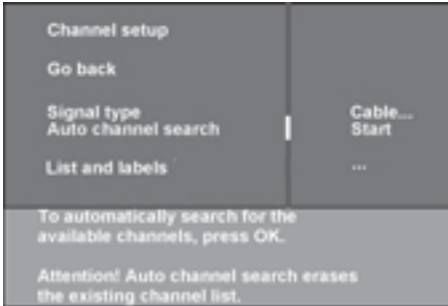 Channel setup
Go back
Signal type Cable...
Auto channel search Start
List and labels ...
To automatically search for the
available channels, press OK.
Attention! Auto channel search erases
the existing channel list.